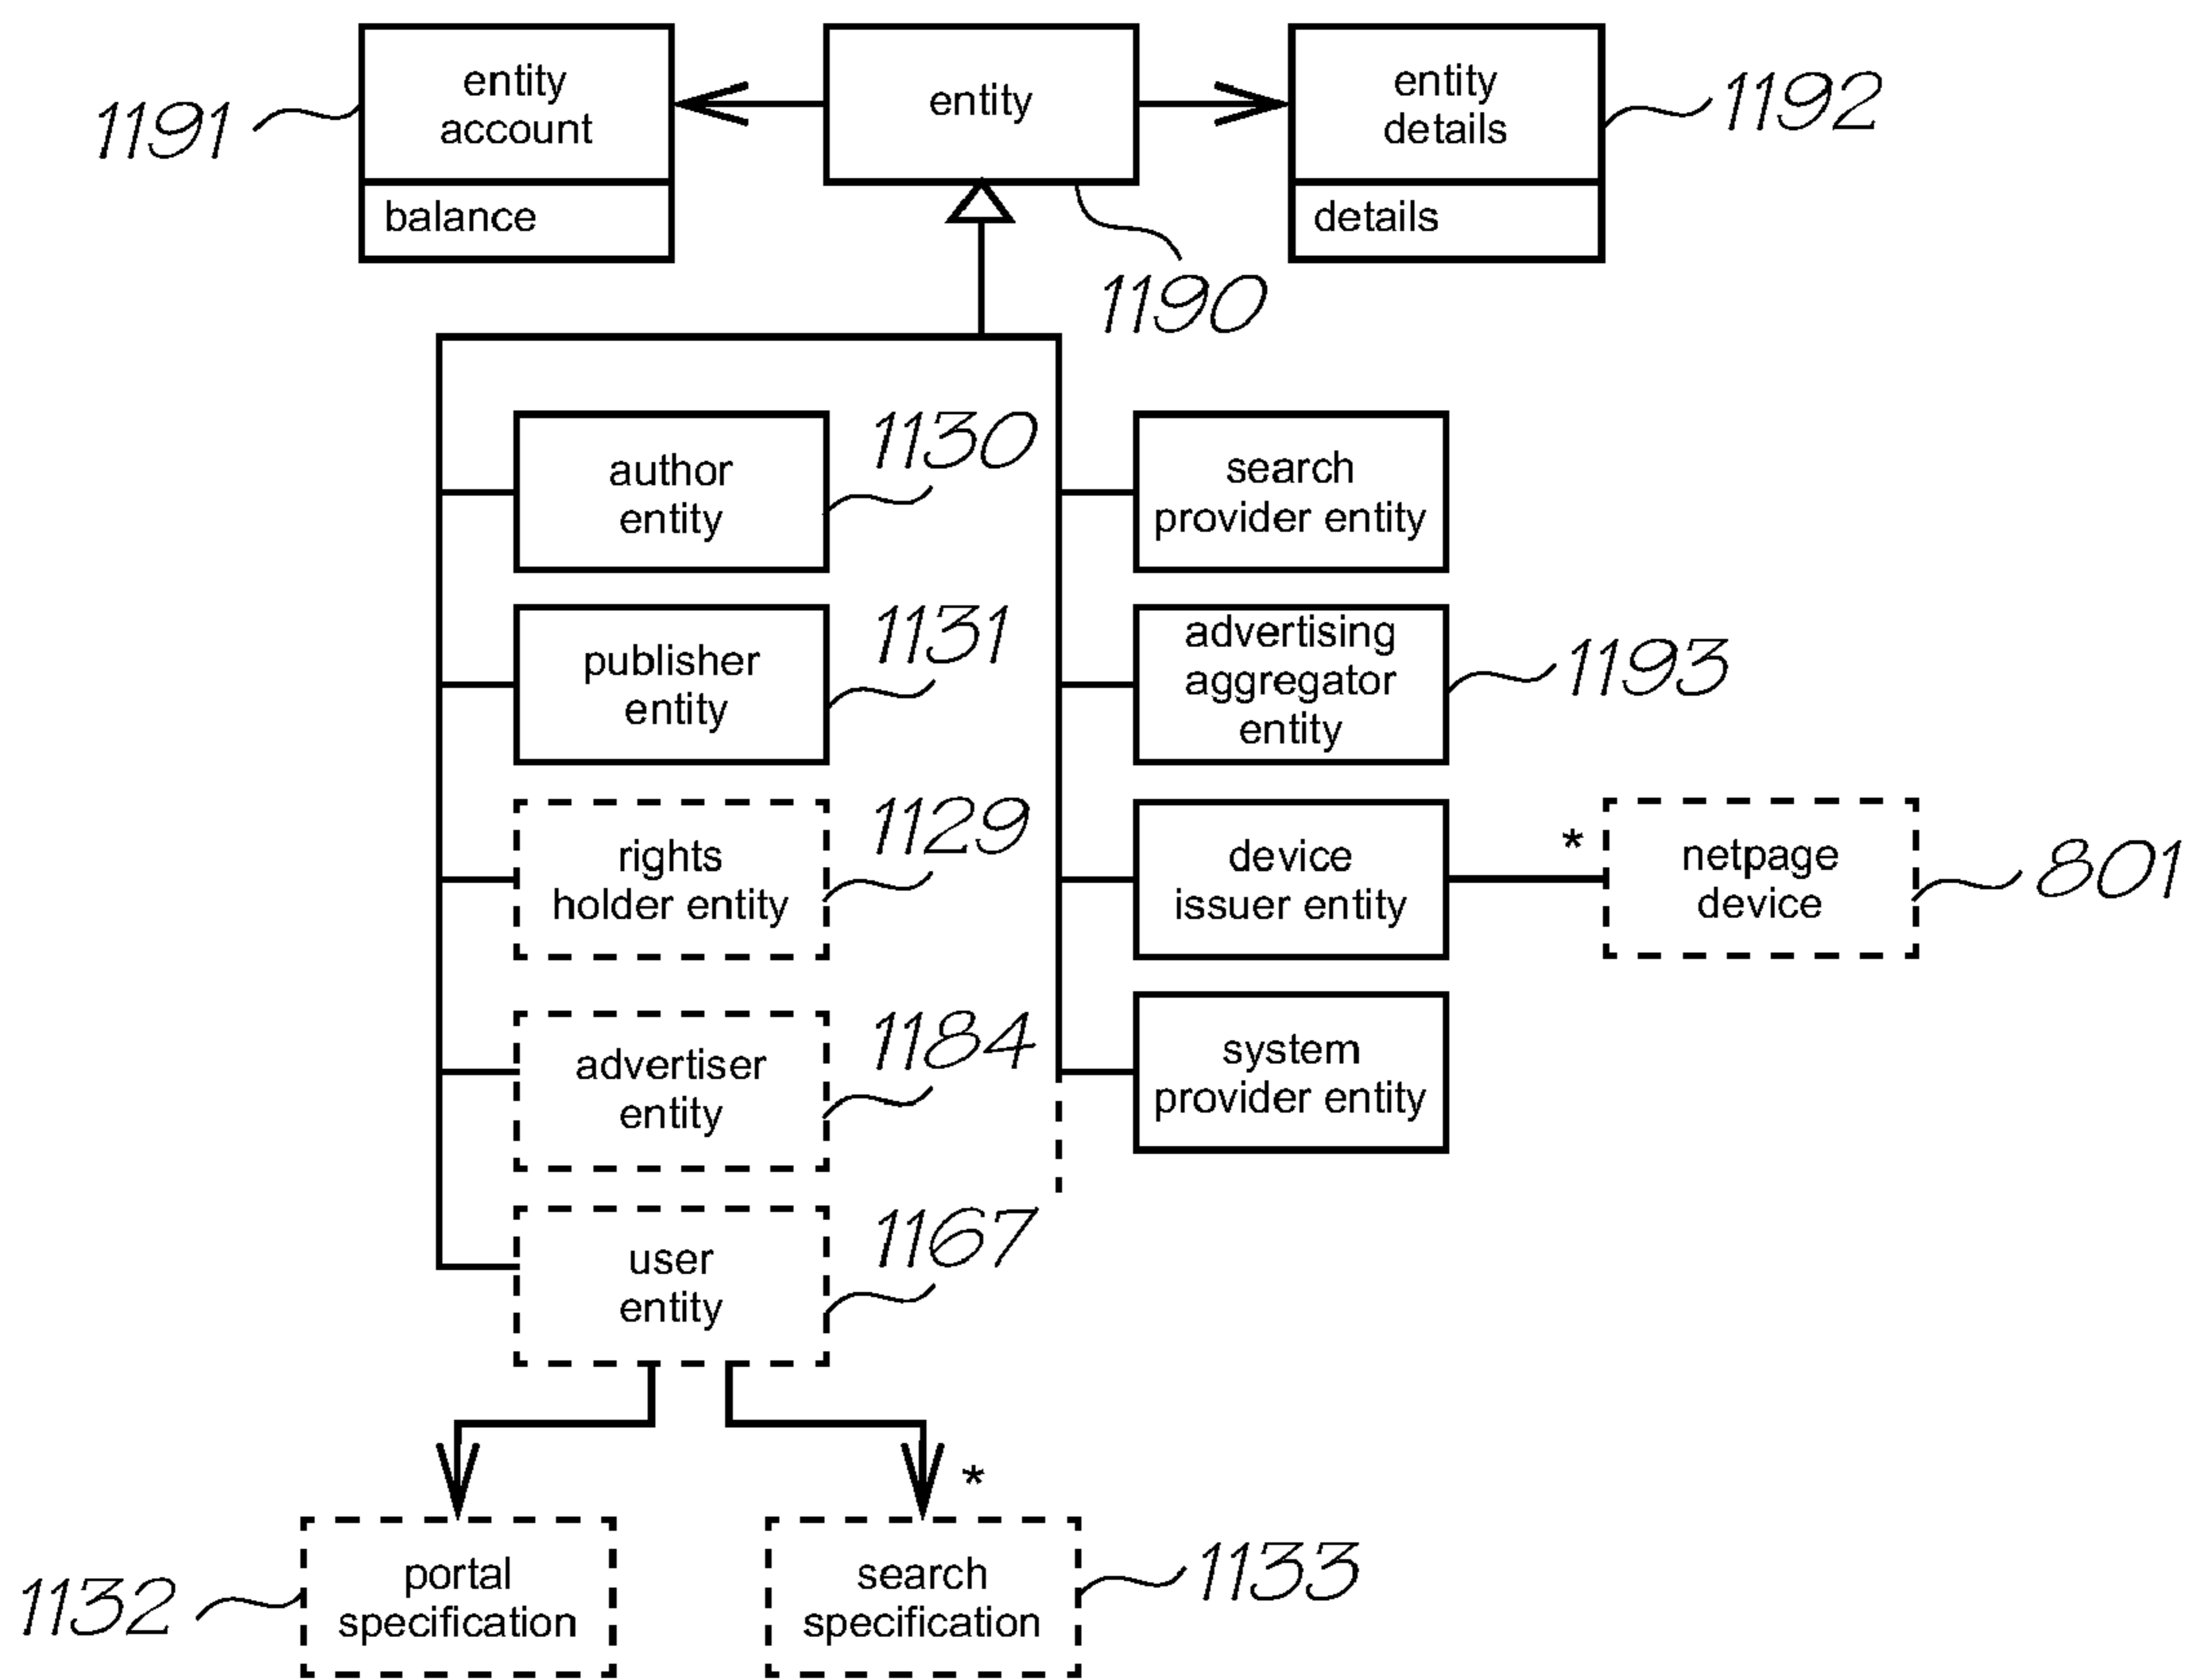 entity
account
balance
1191
entity
1190
entity
details
details
1192
author
entity
1130
search
provider entity
publisher
entity
1131
advertising
aggregator
entity
1193
rights
holder entity
1129
device
issuer entity
*
netpage
device
801
advertiser
entity
1184
system
provider entity
user
entity
1167
*
portal
specification
1132
search
specification
1133